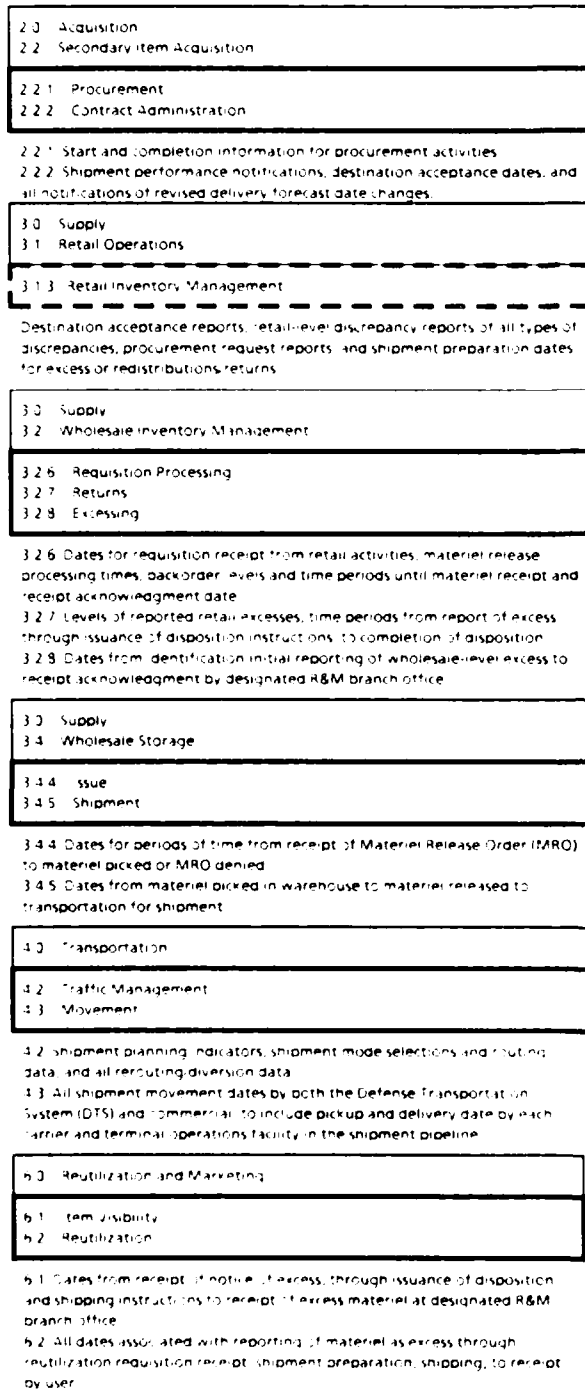 2.0 Acquisition
2.2 Secondary Item Acquisition
2.2.1 Procurement
2.2.2 Contract Administration
2.2.1 Start and completion information for procurement activities
2.2.2 Shipment performance notifications, destination acceptance dates, and
all notifications of revised delivery forecast date changes.
3.0 Supply
3.1 Retail Operations
3.1.3 Retail Inventory Management
Destination acceptance reports, retail-level discrepancy reports of all types of
discrepancies, procurement request reports, and shipment preparation dates
for excess or redistributions returns
3.0 Supply
3.2 Wholesale Inventory Management
3.2.6 Requisition Processing
3.2.7 Returns
3.2.8 Excessing
3.2.6 Dates for requisition receipt from retail activities, materiel release
processing times, backorder levels and time periods until materiel receipt and
receipt acknowledgment date
3.2.7 Levels of reported retail excesses, time periods from report of excess
through issuance of disposition instructions, to completion of disposition
3.2.8 Dates from identification initial reporting of wholesale-level excess to
receipt acknowledgment by designated R&M branch office
3.0 Supply
3.4 Wholesale Storage
3.4.4 Issue
3.4.5 Shipment
3.4.4 Dates for periods of time from receipt of Materiel Release Order (MRO)
to materiel picked or MRO denied
3.4.5 Dates from materiel picked in warehouse to materiel released to
transportation for shipment
4.0 Transportation
4.2 Traffic Management
4.3 Movement
4.2 Shipment planning indicators, shipment mode selections and routing
data, and all rerouting/diversion data
4.3 All shipment movement dates by both the Defense Transportation
System (DTS) and commercial, to include pickup and delivery date by each
carrier and terminal operations facility in the shipment pipeline
6.0 Reutilization and Marketing
6.1 Item Visibility
6.2 Reutilization
6.1 Dates from receipt of notice of excess, through issuance of disposition
and shipping instructions to receipt of excess materiel at designated R&M
branch office
6.2 All dates associated with reporting of materiel as excess through
reutilization requisition receipt, shipment preparation, shipping, to receipt
by user